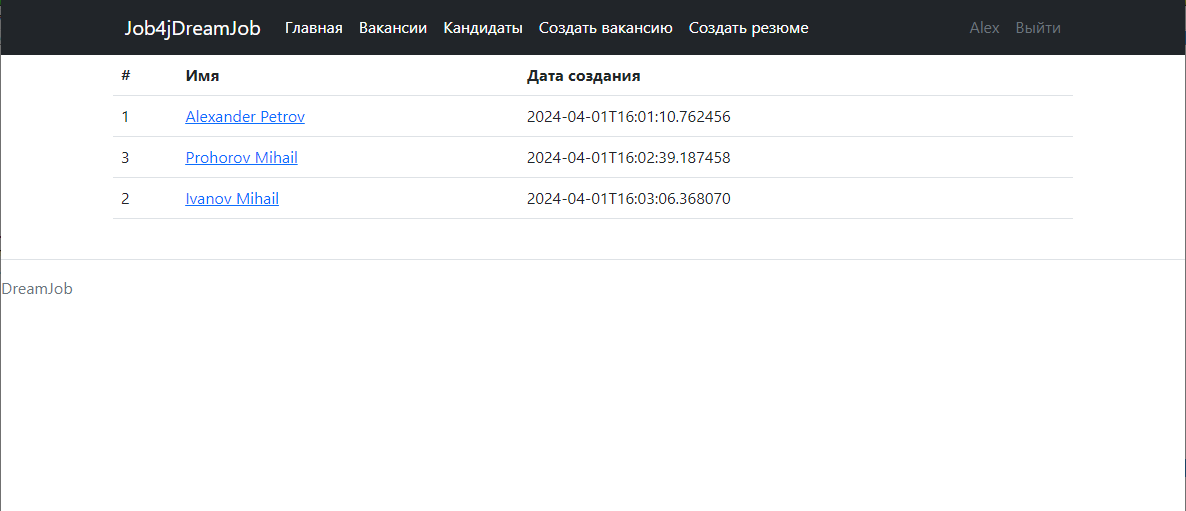 Job4jDreamJob Главная Вакансии Кандидаты Создать вакансию Создать резюме Alex Выйти
# Имя Дата создания
1 Alexander Petrov 2024-04-01T16:01:10.762456
3 Prohorov Mihail 2024-04-01T16:02:39.187458
2 Ivanov Mihail 2024-04-01T16:03:06.368070
DreamJob